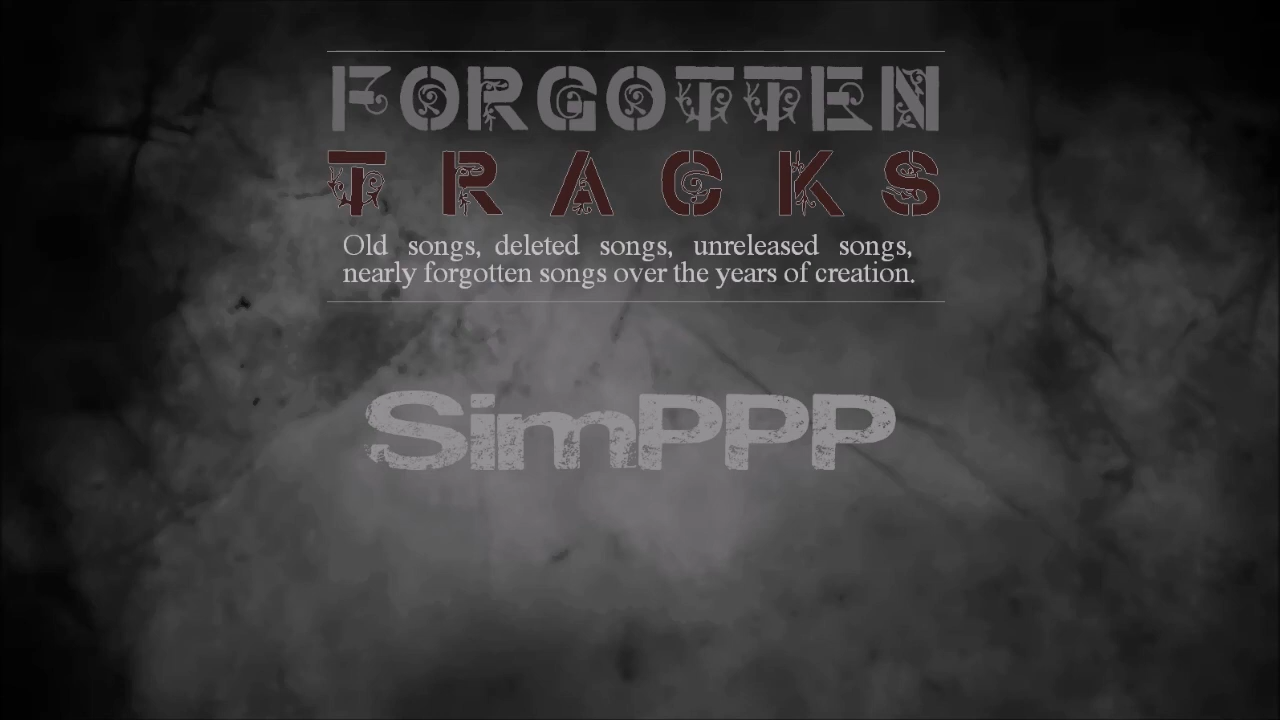 FORGOTTEN
TRACKS
Old songs, deleted songs, unreleased songs,
nearly forgotten songs over the years of creation.
SimPPP